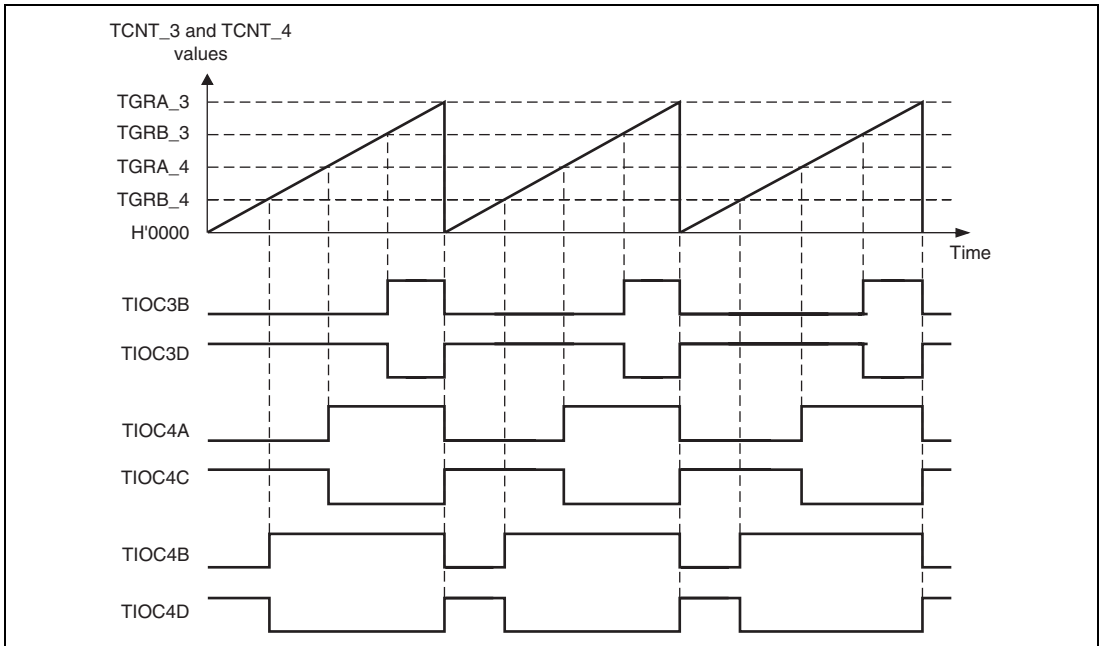 TCNT_3 and TCNT_4
values
TGRA_3
TGRB_3
TGRA_4
TGRB_4
H'0000
Time
TIOC3B
TIOC3D
TIOC4A
TIOC4C
TIOC4B
TIOC4D